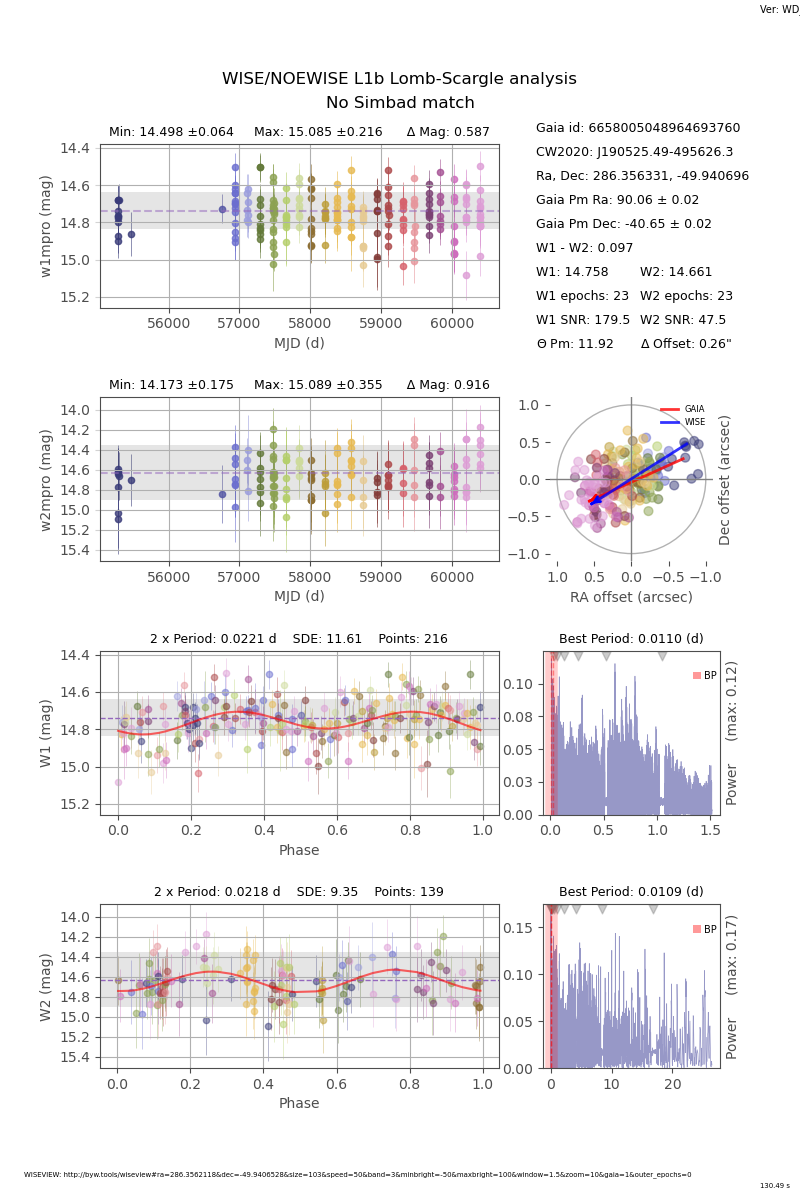 Ver: WD_
WISE/NOEWISE L1b Lomb-Scargle analysis
No Simbad match
Min: 14.498 ±0.064 Max: 15.085 ±0.216 Δ Mag: 0.587
14.4
14.6
14.8
15.0
15.2
w1mpro (mag)
56000 57000 58000 59000 60000
MJD (d)
Gaia id: 6658005048964693760
CW2020: J190525.49-495626.3
Ra, Dec: 286.356331, -49.940696
Gaia Pm Ra: 90.06 ± 0.02
Gaia Pm Dec: -40.65 ± 0.02
W1 - W2: 0.097
W1: 14.758 W2: 14.661
W1 epochs: 23 W2 epochs: 23
W1 SNR: 179.5 W2 SNR: 47.5
Θ Pm: 11.92 Δ Offset: 0.26"
Min: 14.173 ±0.175 Max: 15.089 ±0.355 Δ Mag: 0.916
14.0
14.2
14.4
14.6
14.8
15.0
15.2
15.4
w2mpro (mag)
56000 57000 58000 59000 60000
MJD (d)
1.0
0.5
0.0
−0.5
−1.0
GAIA
WISE
Dec offset (arcsec)
1.0 0.5 0.0 −0.5 −1.0
RA offset (arcsec)
2 x Period: 0.0221 d SDE: 11.61 Points: 216
14.4
14.6
14.8
15.0
15.2
W1 (mag)
0.0 0.2 0.4 0.6 0.8 1.0
Phase
Best Period: 0.0110 (d)
0.10
0.08
0.05
0.03
0.00
BP
Power (max: 0.12)
0.0 0.5 1.0 1.5
2 x Period: 0.0218 d SDE: 9.35 Points: 139
14.0
14.2
14.4
14.6
14.8
15.0
15.2
15.4
W2 (mag)
0.0 0.2 0.4 0.6 0.8 1.0
Phase
Best Period: 0.0109 (d)
0.15
0.10
0.05
0.00
BP
Power (max: 0.17)
0 10 20
WISEVIEW: http://byw.tools/wiseview#ra=286.3562118&dec=-49.9406528&size=103&speed=50&band=3&minbright=-50&maxbright=100&window=1.5&zoom=10&gaia=1&outer_epochs=0
130.49 s